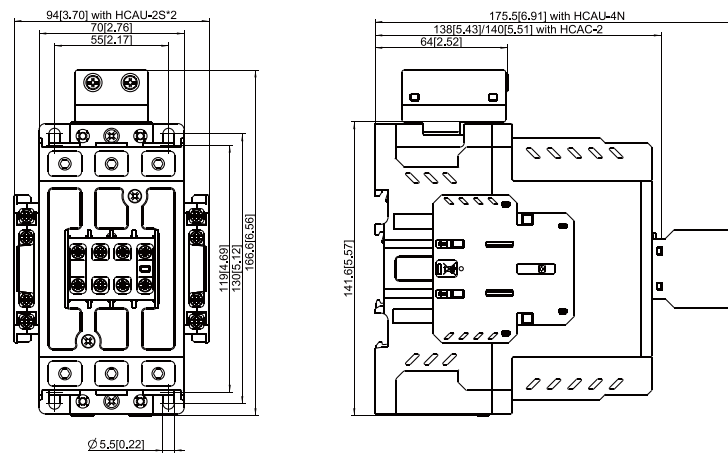 94[3.70] with HCAU-2S*2
70[2.76]
55[2.17]
119[4.69]
130[5.12]
166.6[6.56]
Ø5.5[0.22]
175.5[6.91] with HCAU-4N
138[5.43]/140[5.51] with HCAC-2
64[2.52]
141.6[5.57]